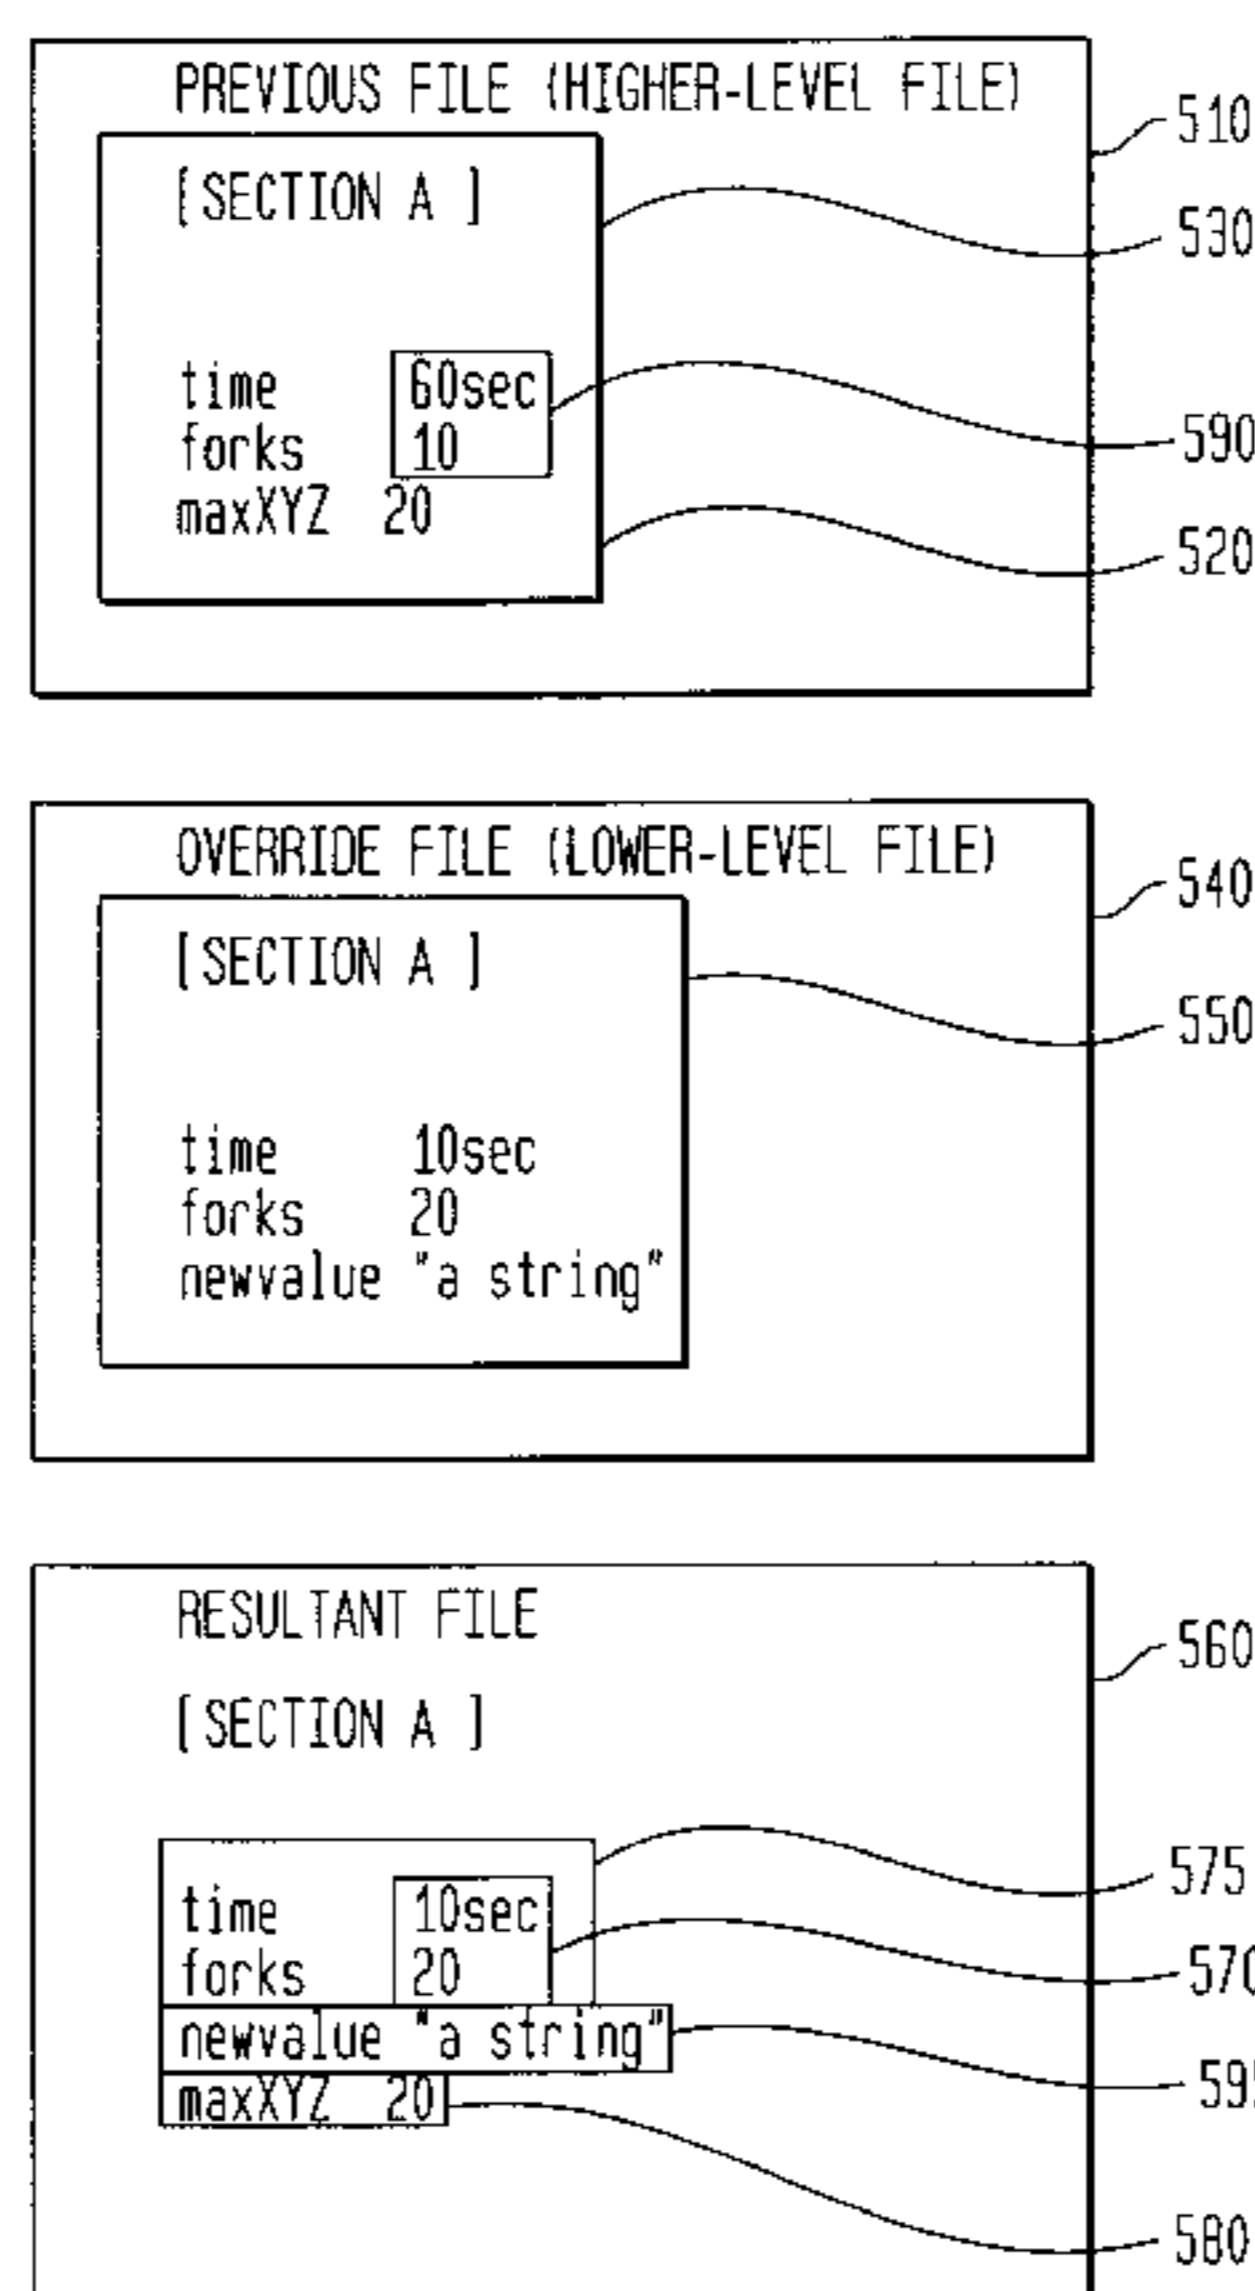 PREVIOUS FILE (HIGHER-LEVEL FILE)
510
[SECTION A ]
530
time 60sec
forks 10
590
maxXYZ 20
520
OVERRIDE FILE (LOWER-LEVEL FILE)
540
[SECTION A ]
550
time 10sec
forks 20
newvalue "a string"
RESULTANT FILE
560
[SECTION A ]
575
time 10sec
forks 20
570
newvalue "a string"
595
maxXYZ 20
580